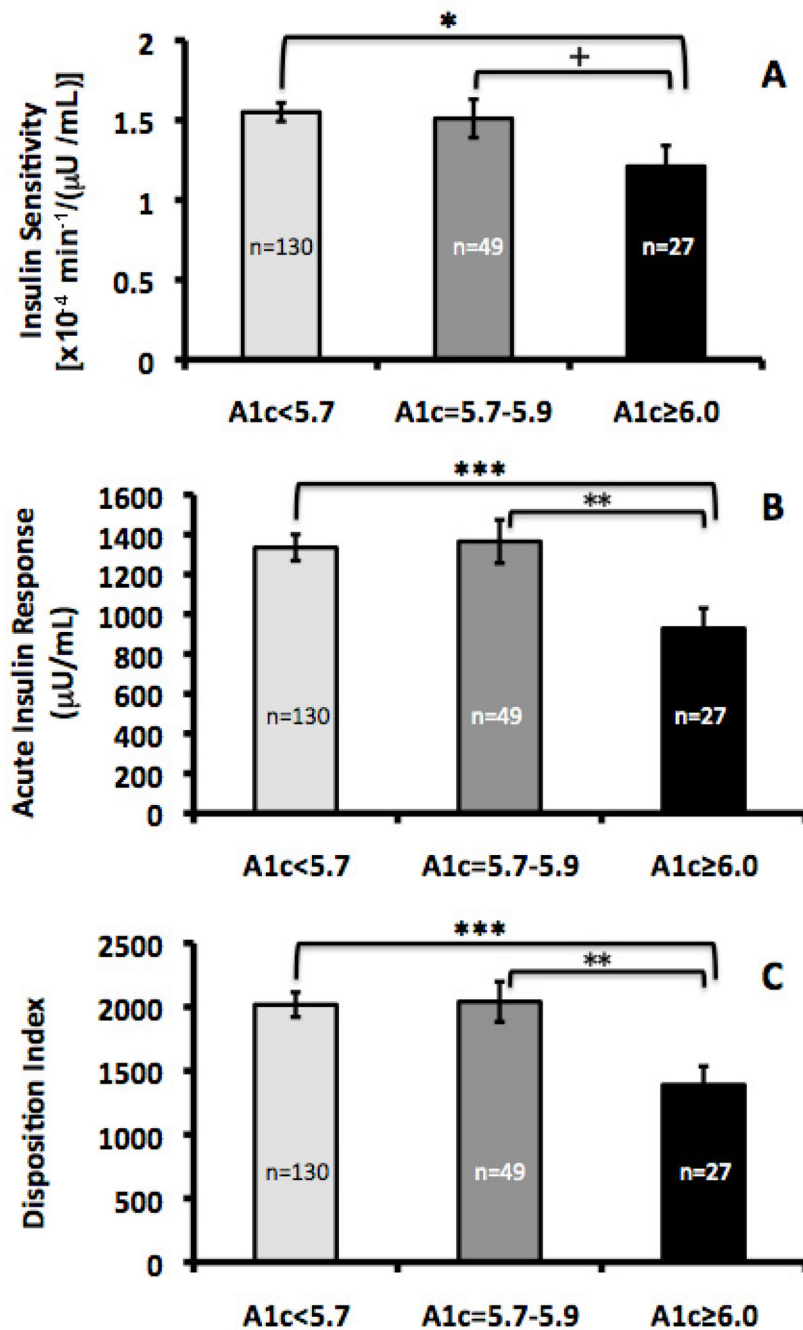 *
+
A
Insulin Sensitivity
[x10⁻⁴ min⁻¹/(µU /mL)]
2
1.5
1
0.5
0
n=130
n=49
n=27
A1c<5.7
A1c=5.7-5.9
A1c≥6.0
***
**
B
Acute Insulin Response
(µU/mL)
1600
1400
1200
1000
800
600
400
200
0
n=130
n=49
n=27
A1c<5.7
A1c=5.7-5.9
A1c≥6.0
***
**
C
Disposition Index
2500
2000
1500
1000
500
0
n=130
n=49
n=27
A1c<5.7
A1c=5.7-5.9
A1c≥6.0